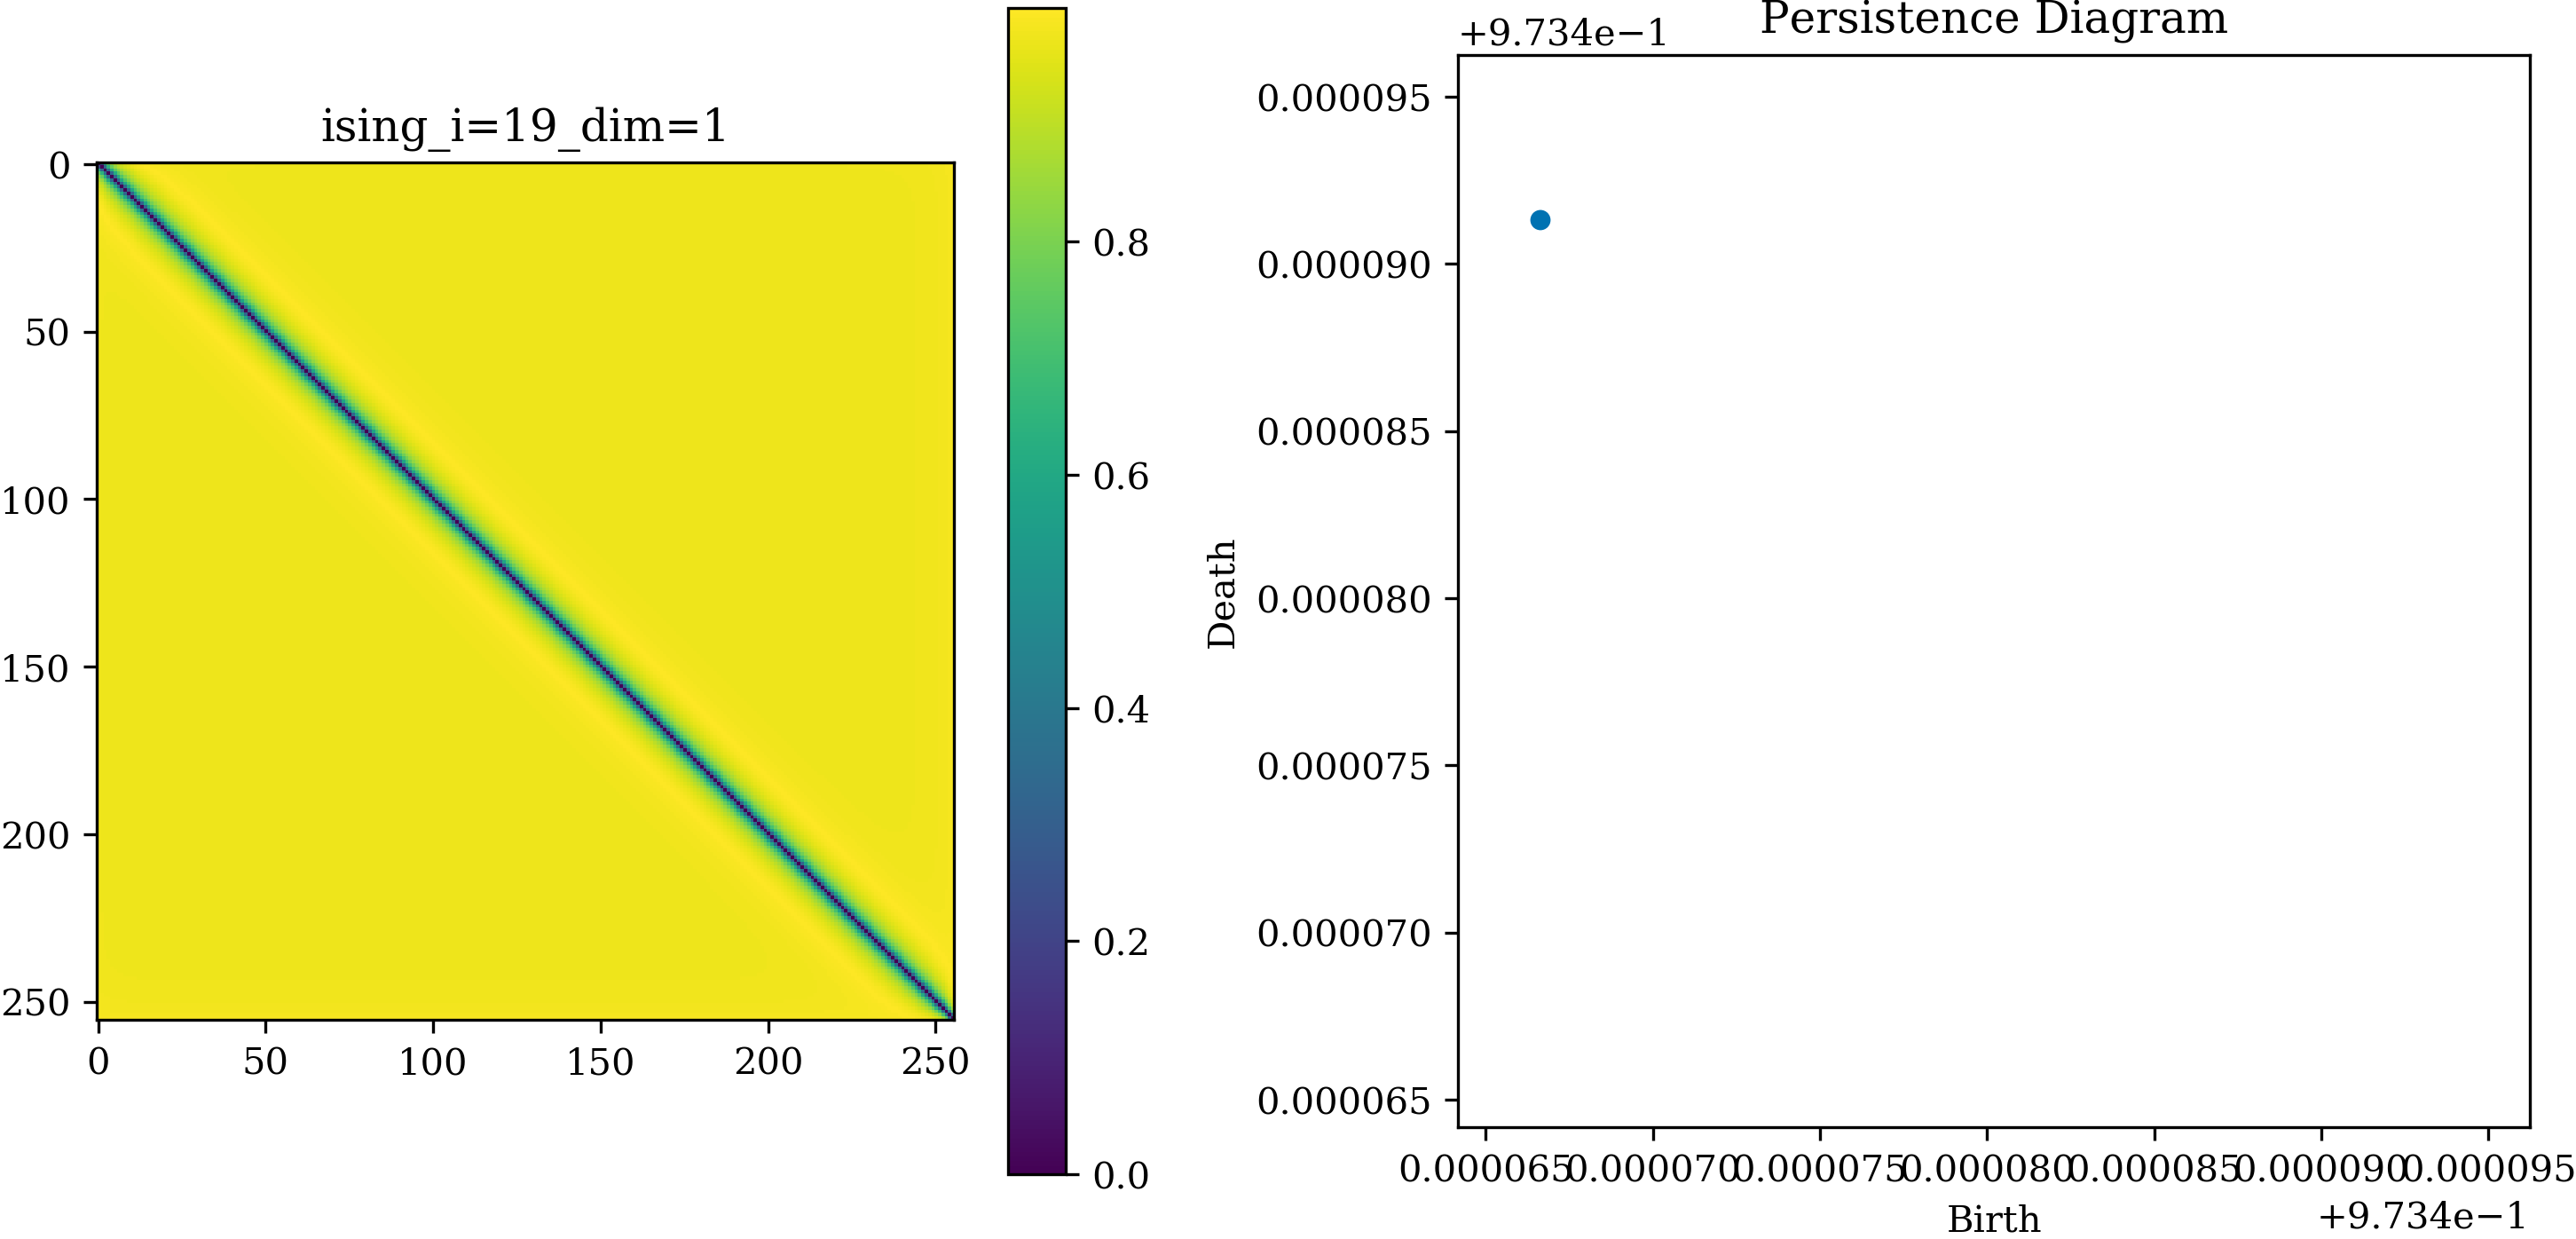 ising_i=19_dim=1
0
50
100
150
200
250
0 50 100 150 200 250
0.8
0.6
0.4
0.2
0.0
Persistence Diagram
+9.734e−1
0.000095
0.000090
0.000085
0.000080
0.000075
0.000070
0.000065
Death
0.000065 0.000070 0.000075 0.000080 0.000085 0.000090 0.000095
Birth
+9.734e−1